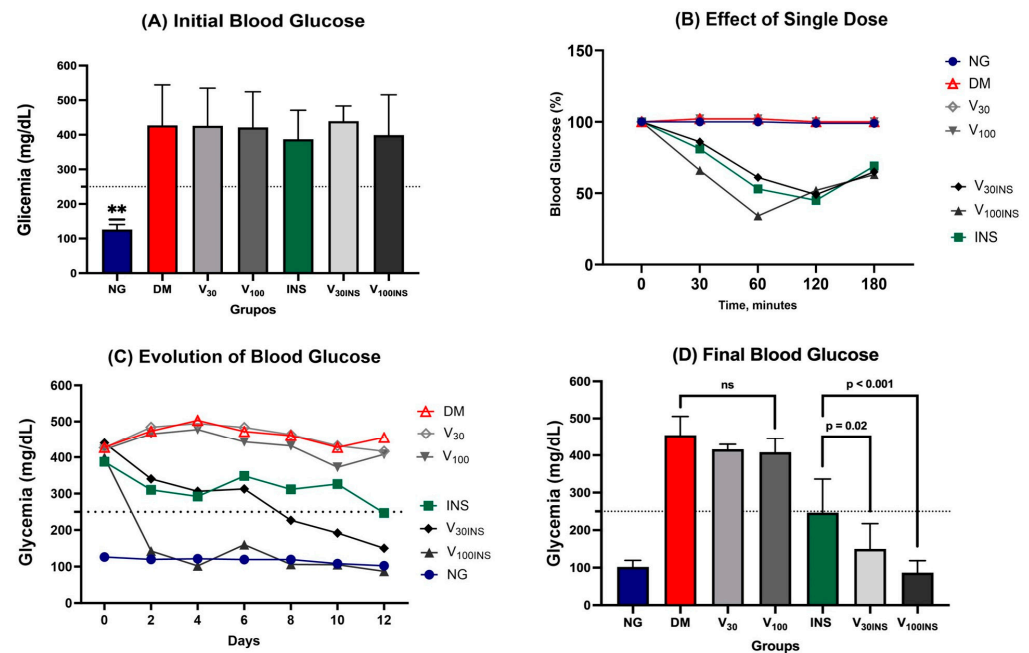 (A) Initial Blood Glucose
Glicemia (mg/dL)
600
500
400
300
200
100
0
**
NG DM V₃₀ V₁₀₀ INS V₃₀INS V₁₀₀INS
Grupos
(B) Effect of Single Dose
Blood Glucose (%)
150
100
50
0
0 30 60 120 180
Time, minutes
NG
DM
V₃₀
V₁₀₀
V₃₀INS
V₁₀₀INS
INS
(C) Evolution of Blood Glucose
Glycemia (mg/dL)
600
500
400
300
200
100
0
0 2 4 6 8 10 12
Days
DM
V₃₀
V₁₀₀
INS
V₃₀INS
V₁₀₀INS
NG
(D) Final Blood Glucose
Glycemia (mg/dL)
600
500
400
300
200
100
0
ns
p < 0.001
p = 0.02
NG DM V₃₀ V₁₀₀ INS V₃₀INS V₁₀₀INS
Groups